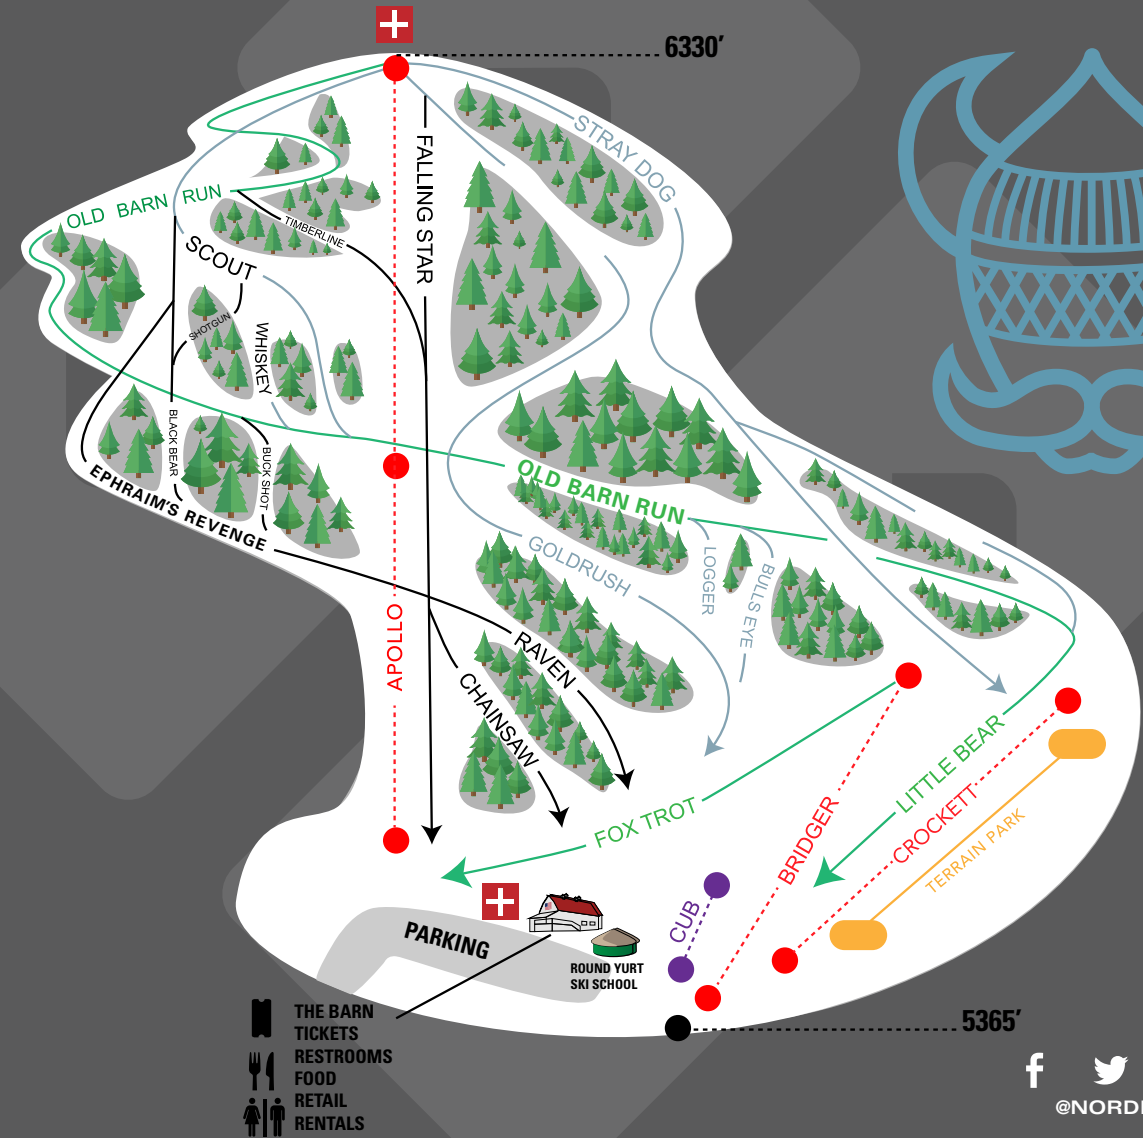 6330’
STRAY DOG
FALLING STAR
OLD BARN RUN
TIMBERLINE
SCOUT
SHOTGUN
WHISKEY
BLACK BEAR
BUCK SHOT
EPHRAIM’S REVENGE
OLD BARN RUN
GOLDRUSH
LOGGER
BULLS EYE
APOLLO
RAVEN
CHAINSAW
FOX TROT
LITTLE BEAR
BRIDGER
CROCKETT
TERRAIN PARK
CUB
PARKING
ROUND YURT
SKI SCHOOL
5365’
THE BARN
TICKETS
RESTROOMS
FOOD
RETAIL
RENTALS
f